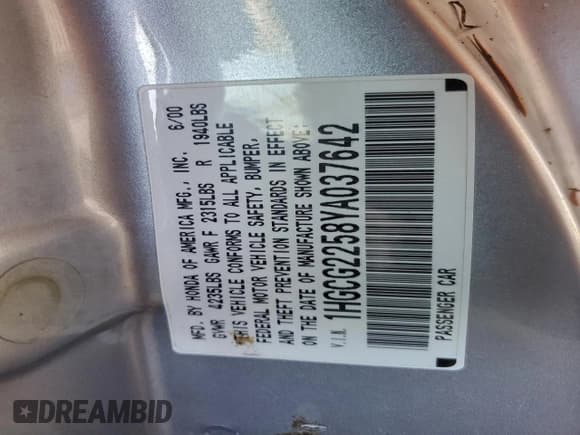 MFD. BY HONDA OF AMERICA MFG., INC. 6/00
GVWR 4235LBS GAWR F 2315LBS R 1940LBS
THIS VEHICLE CONFORMS TO ALL APPLICABLE
FEDERAL MOTOR VEHICLE SAFETY, BUMPER,
AND THEFT PREVENTION STANDARDS IN EFFECT
ON THE DATE OF MANUFACTURE SHOWN ABOVE.
V.I.N. 1HGCG2258YA037642
PASSENGER CAR
DREAMBID